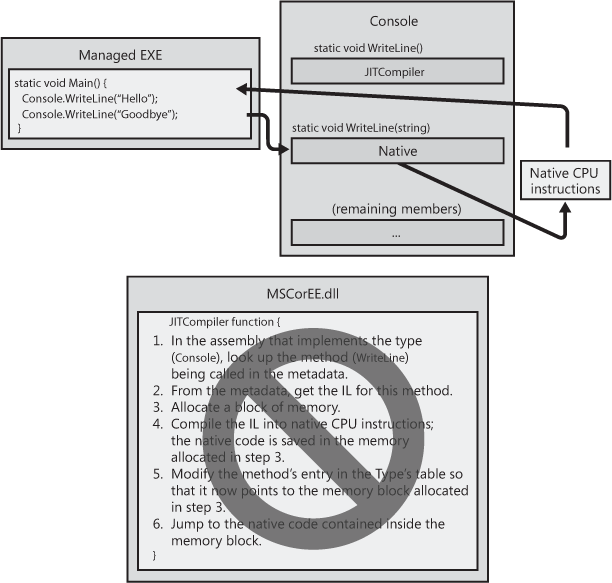 Console
static void WriteLine()
JITCompiler
Managed EXE
static void Main() {
Console.WriteLine(“Hello”);
Console.WriteLine(“Goodbye”);
}
static void WriteLine(string)
Native
Native CPU
instructions
(remaining members)
...
MSCorEE.dll
JITCompiler function {
1. In the assembly that implements the type
(Console), look up the method (WriteLine)
being called in the metadata.
2. From the metadata, get the IL for this method.
3. Allocate a block of memory.
4. Compile the IL into native CPU instructions;
the native code is saved in the memory
allocated in step 3.
5. Modify the method’s entry in the Type’s table so
that it now points to the memory block allocated
in step 3.
6. Jump to the native code contained inside the
memory block.
}